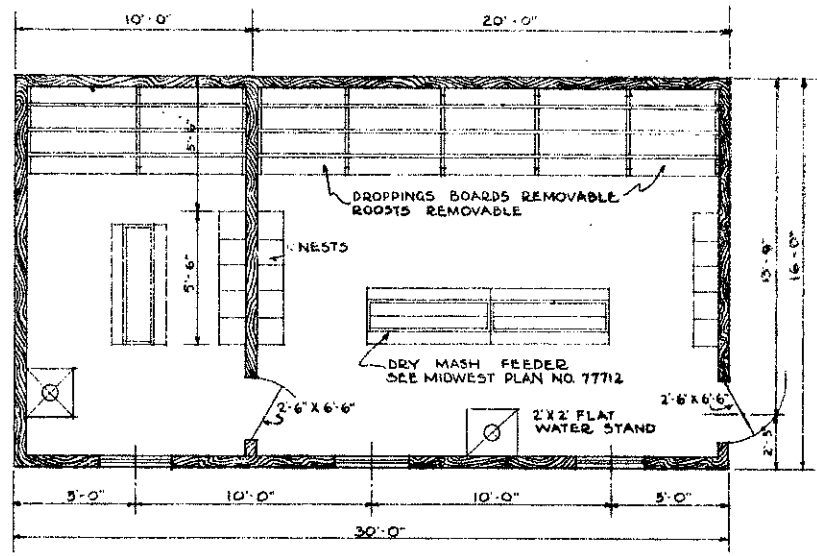 10'-0"
20'-0"
5'-6"
DROPPINGS BOARDS REMOVABLE
ROOSTS REMOVABLE
NESTS
5'-6"
13'-9"
16'-0"
DRY MASH FEEDER
SEE MIDWEST PLAN NO. 77712
2'-6" X 6'-6"
2'-6" X 6'-6"
2' X 2' FLAT
WATER STAND
2'-3"
5'-0"
10'-0"
10'-0"
5'-0"
30'-0"